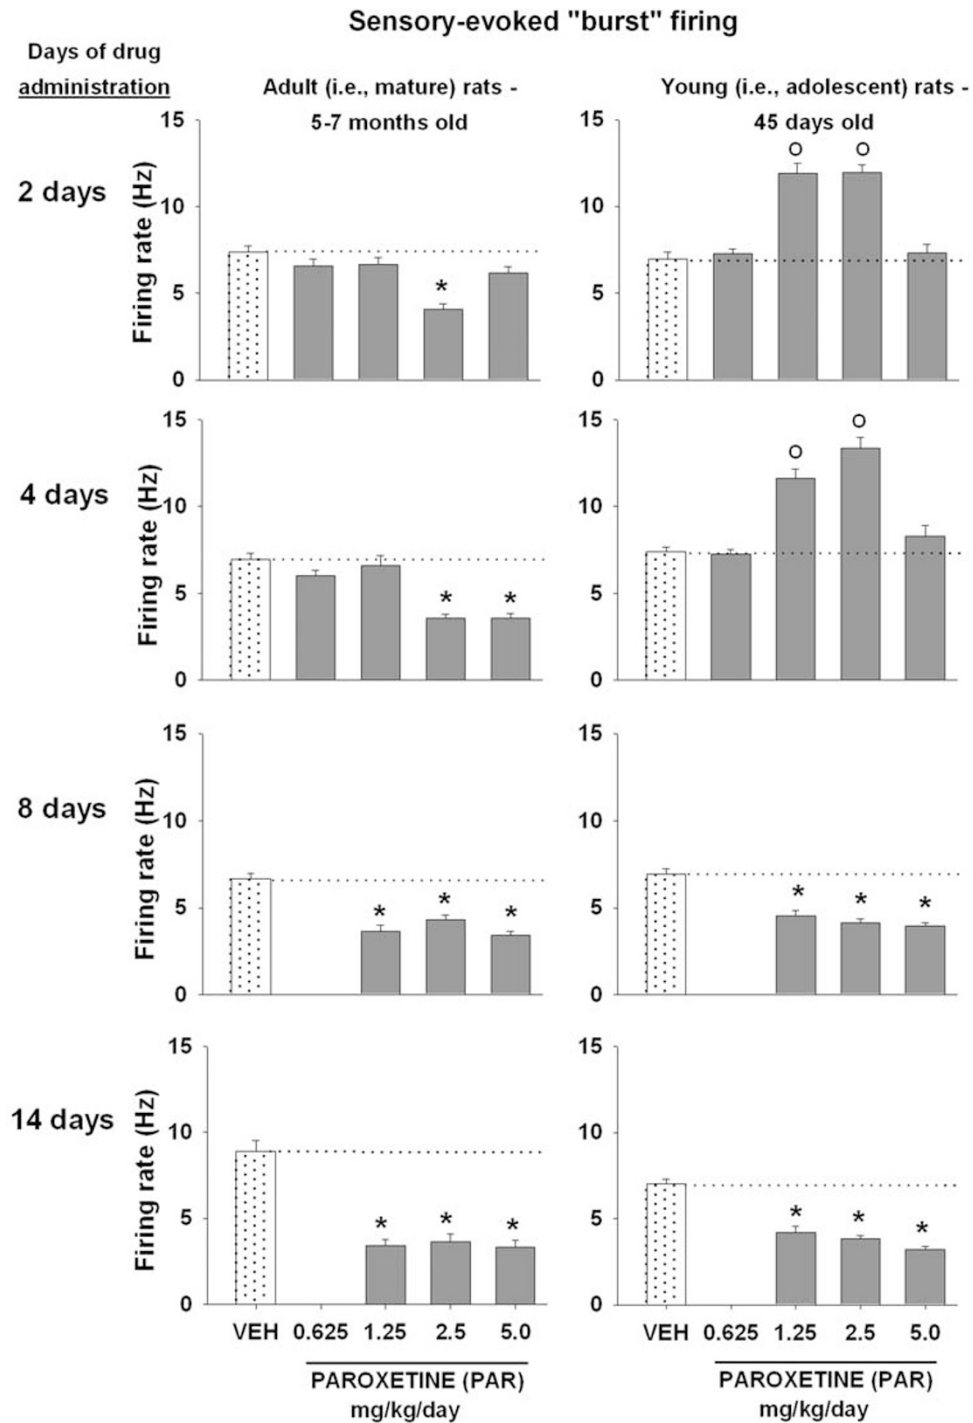 Sensory-evoked "burst" firing
Days of drug
administration
Adult (i.e., mature) rats -
5-7 months old
Young (i.e., adolescent) rats -
45 days old
2 days
Firing rate (Hz)
15
10
5
0
*
15
10
5
0
O O
4 days
Firing rate (Hz)
15
10
5
0
* *
15
10
5
0
O O
8 days
Firing rate (Hz)
15
10
5
0
* * *
15
10
5
0
* * *
14 days
Firing rate (Hz)
15
10
5
0
* * *
VEH 0.625 1.25 2.5 5.0
PAROXETINE (PAR)
mg/kg/day
15
10
5
0
* * *
VEH 0.625 1.25 2.5 5.0
PAROXETINE (PAR)
mg/kg/day